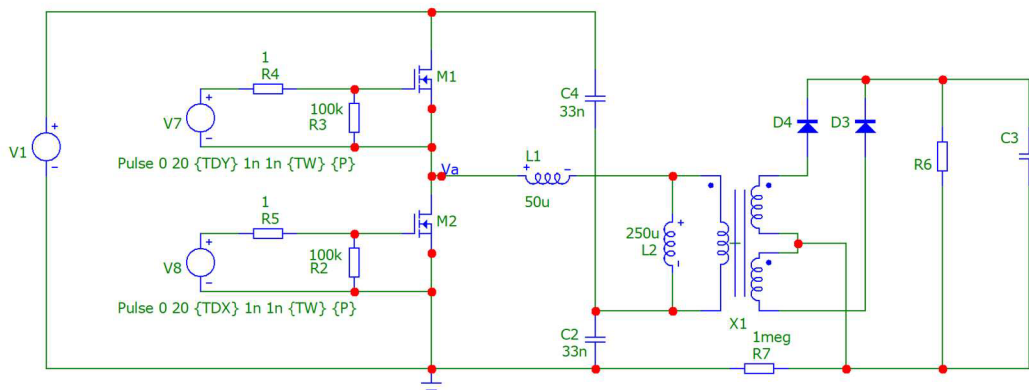 V1
+
−
1
R4
V7
+
−
100k
R3
M1
Pulse 0 20 {TDY} 1n 1n {TW} {P}
Va
L1
+
−
50u
1
R5
V8
+
−
100k
R2
M2
Pulse 0 20 {TDX} 1n 1n {TW} {P}
C4
33n
C2
33n
250u
L2
+
−
X1
1meg
R7
D4
D3
R6
C3